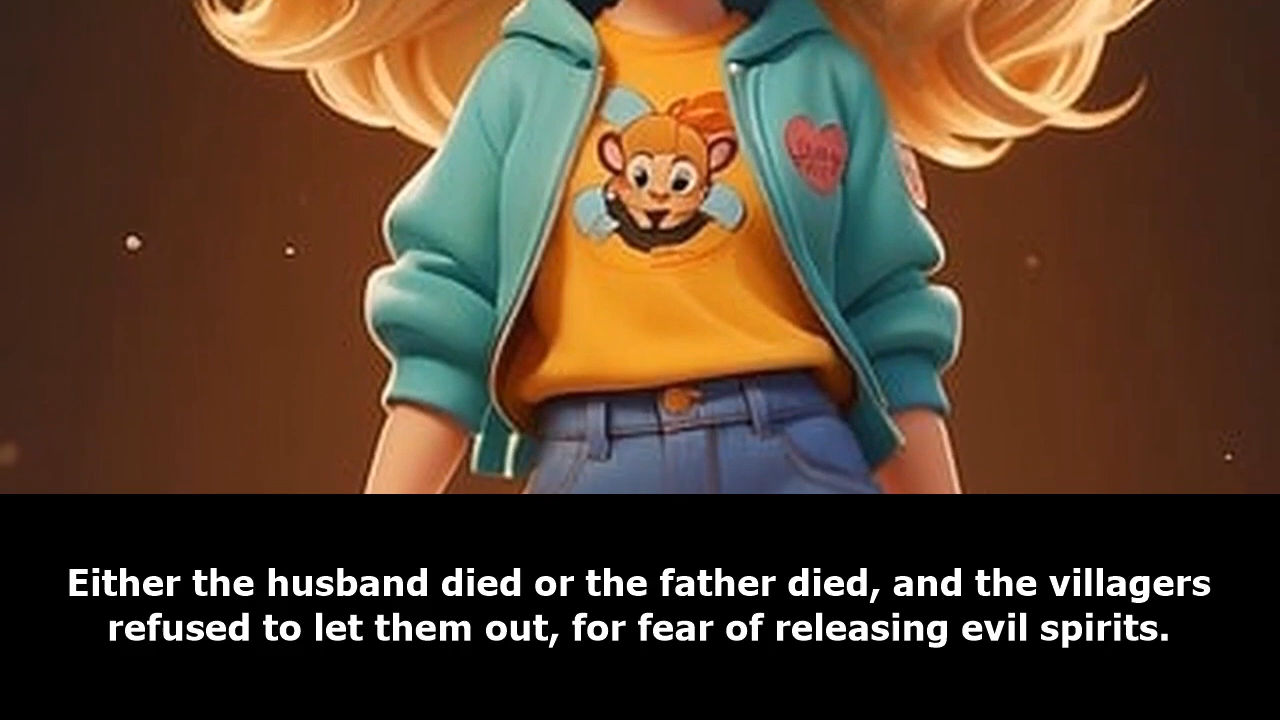 Either the husband died or the father died, and the villagers
refused to let them out, for fear of releasing evil spirits.